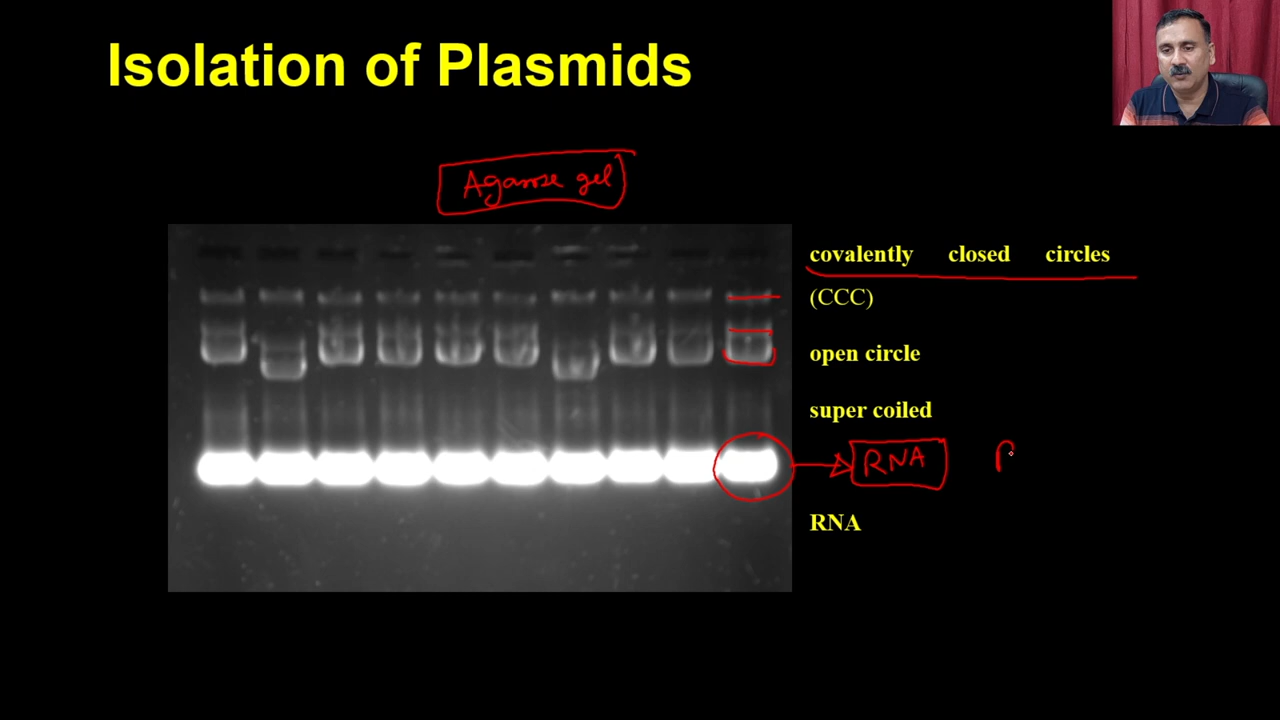 Isolation of Plasmids
Agarose gel
covalently closed circles
(CCC)
open circle
super coiled
RNA
RNA